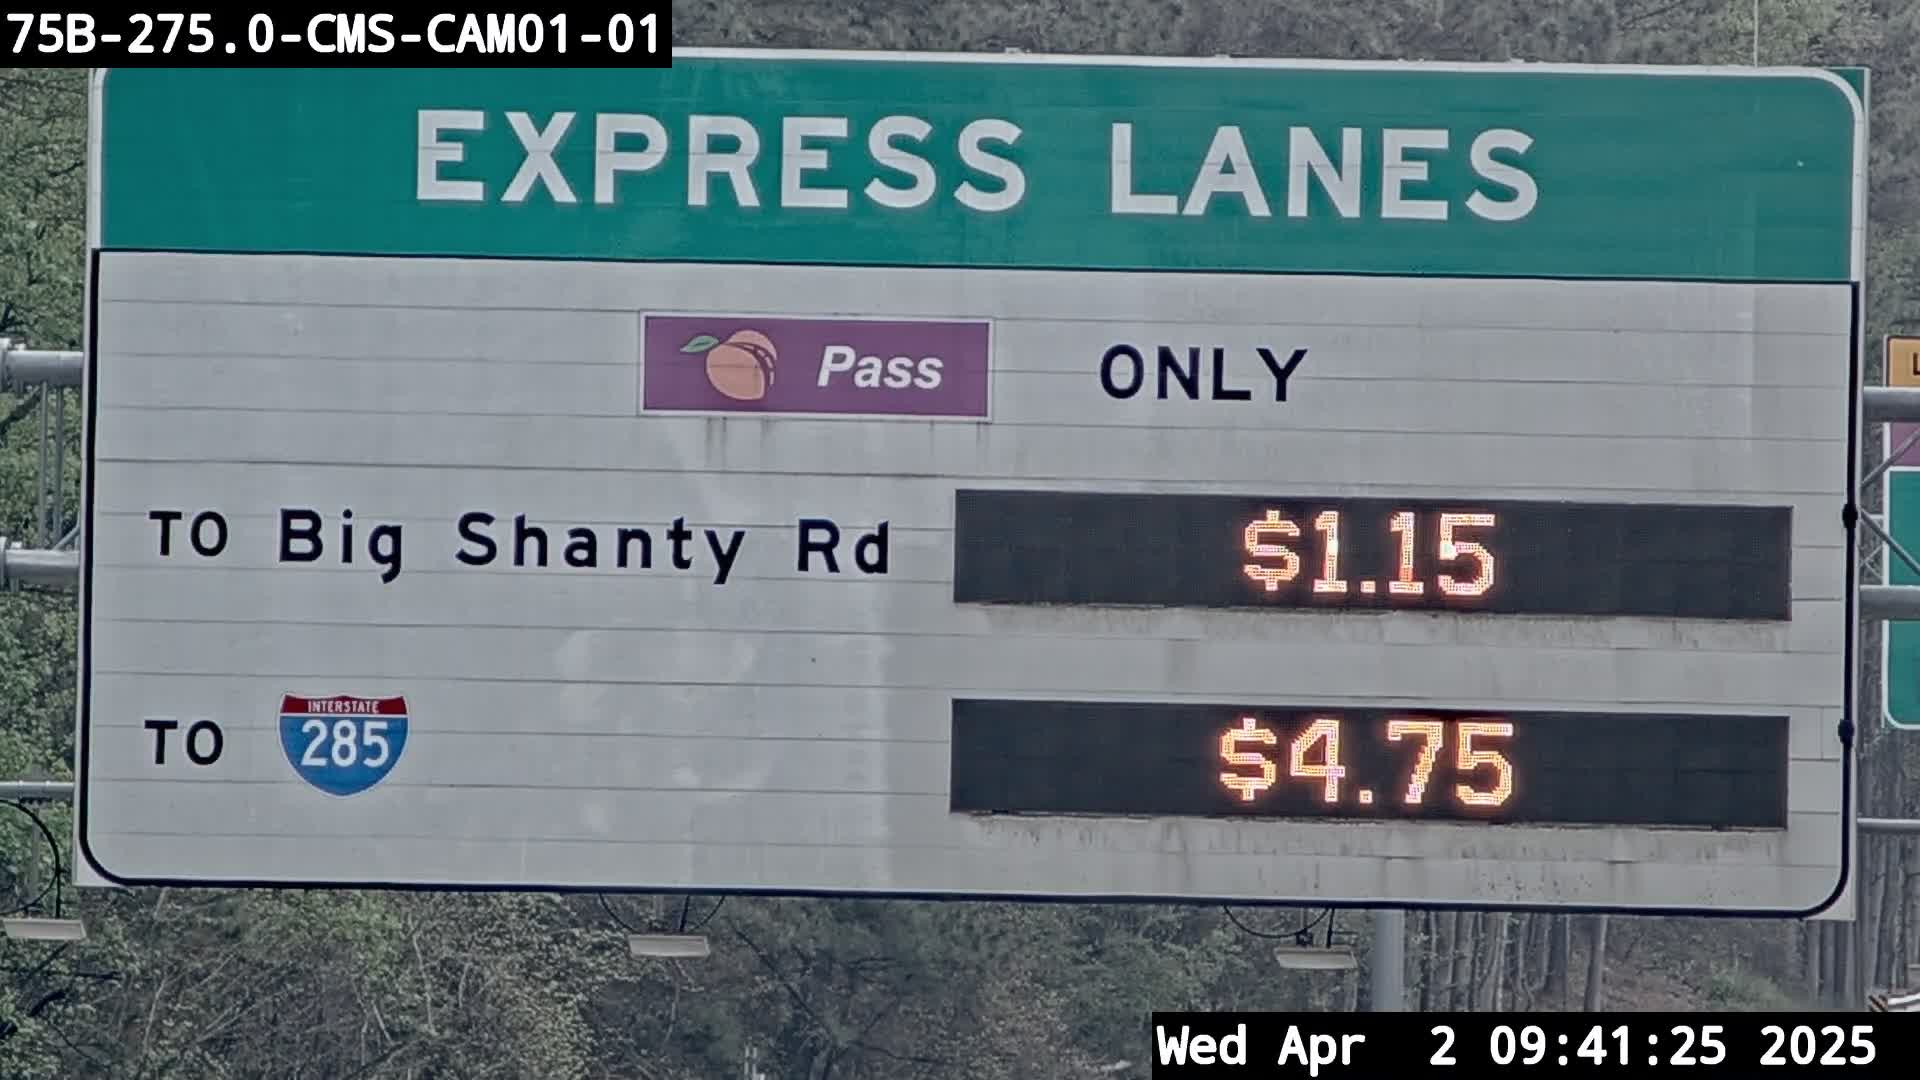 75B-275.0-CMS-CAM01-01
EXPRESS LANES
Pass ONLY
TO Big Shanty Rd $1.15
TO INTERSTATE 285 $4.75
Wed Apr 2 09:41:25 2025